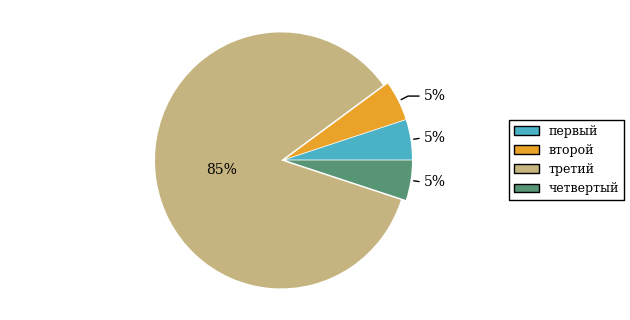 5%
5%
85%
5%
первый
второй
третий
четвертый